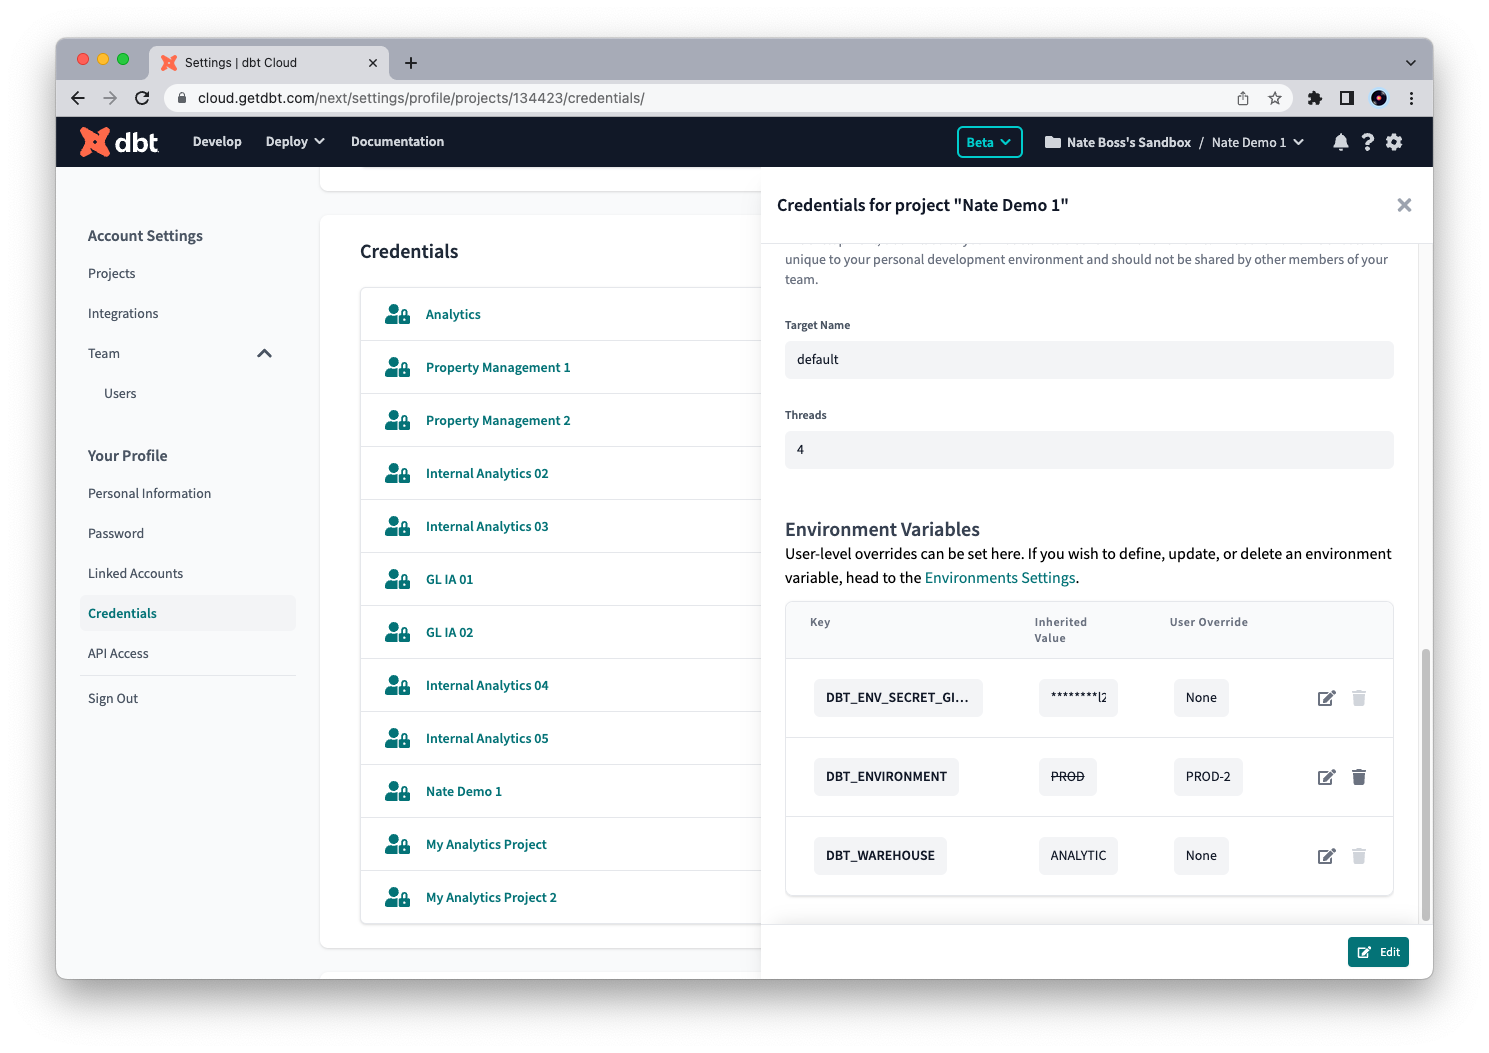 Settings | dbt Cloud
cloud.getdbt.com/next/settings/profile/projects/134423/credentials/
dbt
Develop
Deploy
Documentation
Beta
Nate Boss's Sandbox / Nate Demo 1
Account Settings
Projects
Integrations
Team
Users
Your Profile
Personal Information
Password
Linked Accounts
Credentials
API Access
Sign Out
Credentials
Analytics
Property Management 1
Property Management 2
Internal Analytics 02
Internal Analytics 03
GL IA 01
GL IA 02
Internal Analytics 04
Internal Analytics 05
Nate Demo 1
My Analytics Project
My Analytics Project 2
Credentials for project "Nate Demo 1"
unique to your personal development environment and should not be shared by other members of your
team.
Target Name
default
Threads
4
Environment Variables
User-level overrides can be set here. If you wish to define, update, or delete an environment
variable, head to the Environments Settings.
Key
Inherited
Value
User Override
DBT_ENV_SECRET_GI...
********l2
None
DBT_ENVIRONMENT
PROD
PROD-2
DBT_WAREHOUSE
ANALYTIC
None
Edit